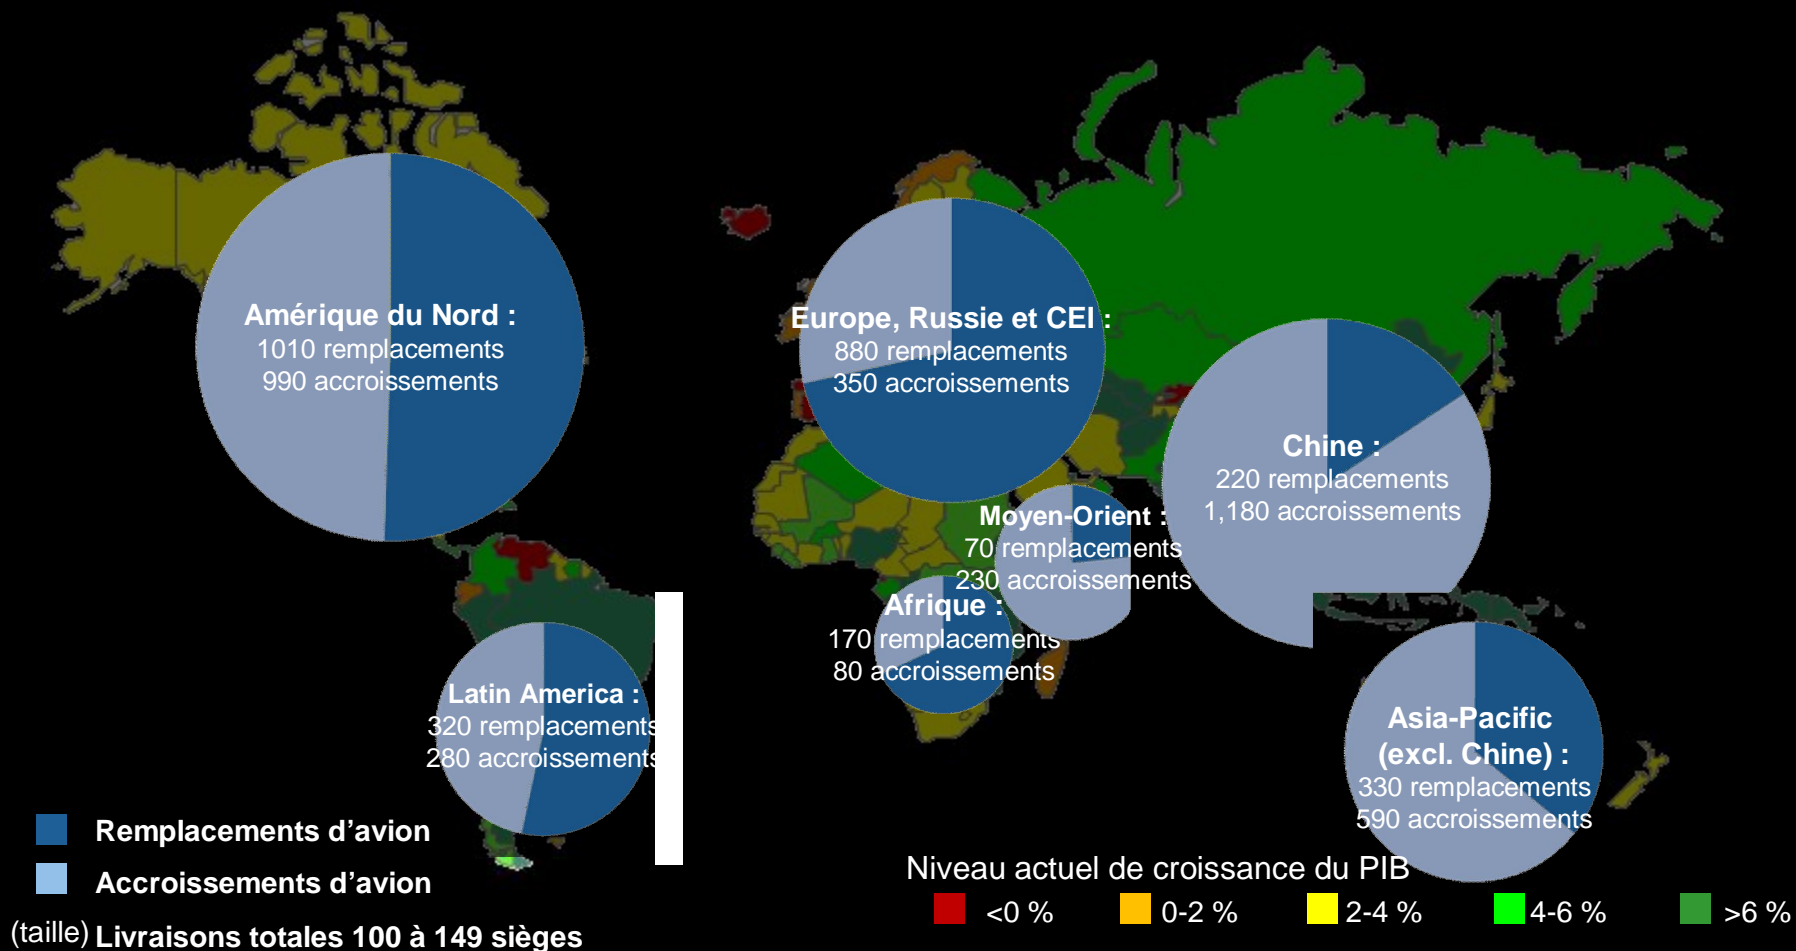 Amérique du Nord :
1010 remplacements
990 accroissements
Europe, Russie et CEI :
880 remplacements
350 accroissements
Chine :
220 remplacements
1,180 accroissements
Moyen-Orient :
70 remplacements
230 accroissements
Afrique :
170 remplacements
80 accroissements
Latin America :
320 remplacements
280 accroissements
Asia-Pacific
(excl. Chine) :
330 remplacements
590 accroissements
Remplacements d’avion
Accroissements d’avion
(taille) Livraisons totales 100 à 149 sièges
Niveau actuel de croissance du PIB
<0 % 0-2 % 2-4 % 4-6 % >6 %